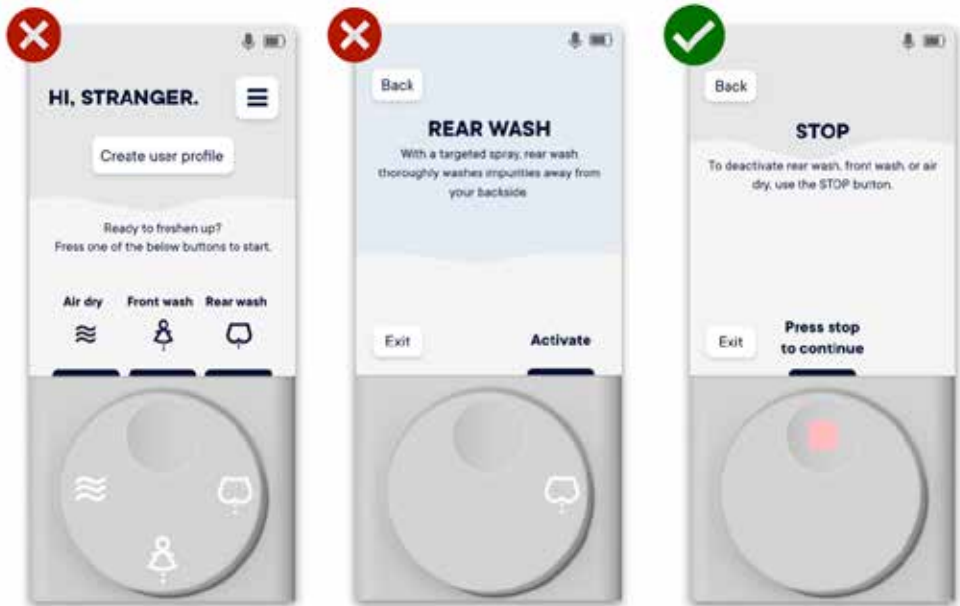 HI, STRANGER.
Create user profile
Ready to freshen up?
Press one of the below buttons to start.
Air dry Front wash Rear wash
Back
REAR WASH
With a targeted spray, rear wash
thoroughly washes impurities away from
your backside
Exit
Activate
Back
STOP
To deactivate rear wash, front wash, or air
dry, use the STOP button.
Exit
Press stop
to continue